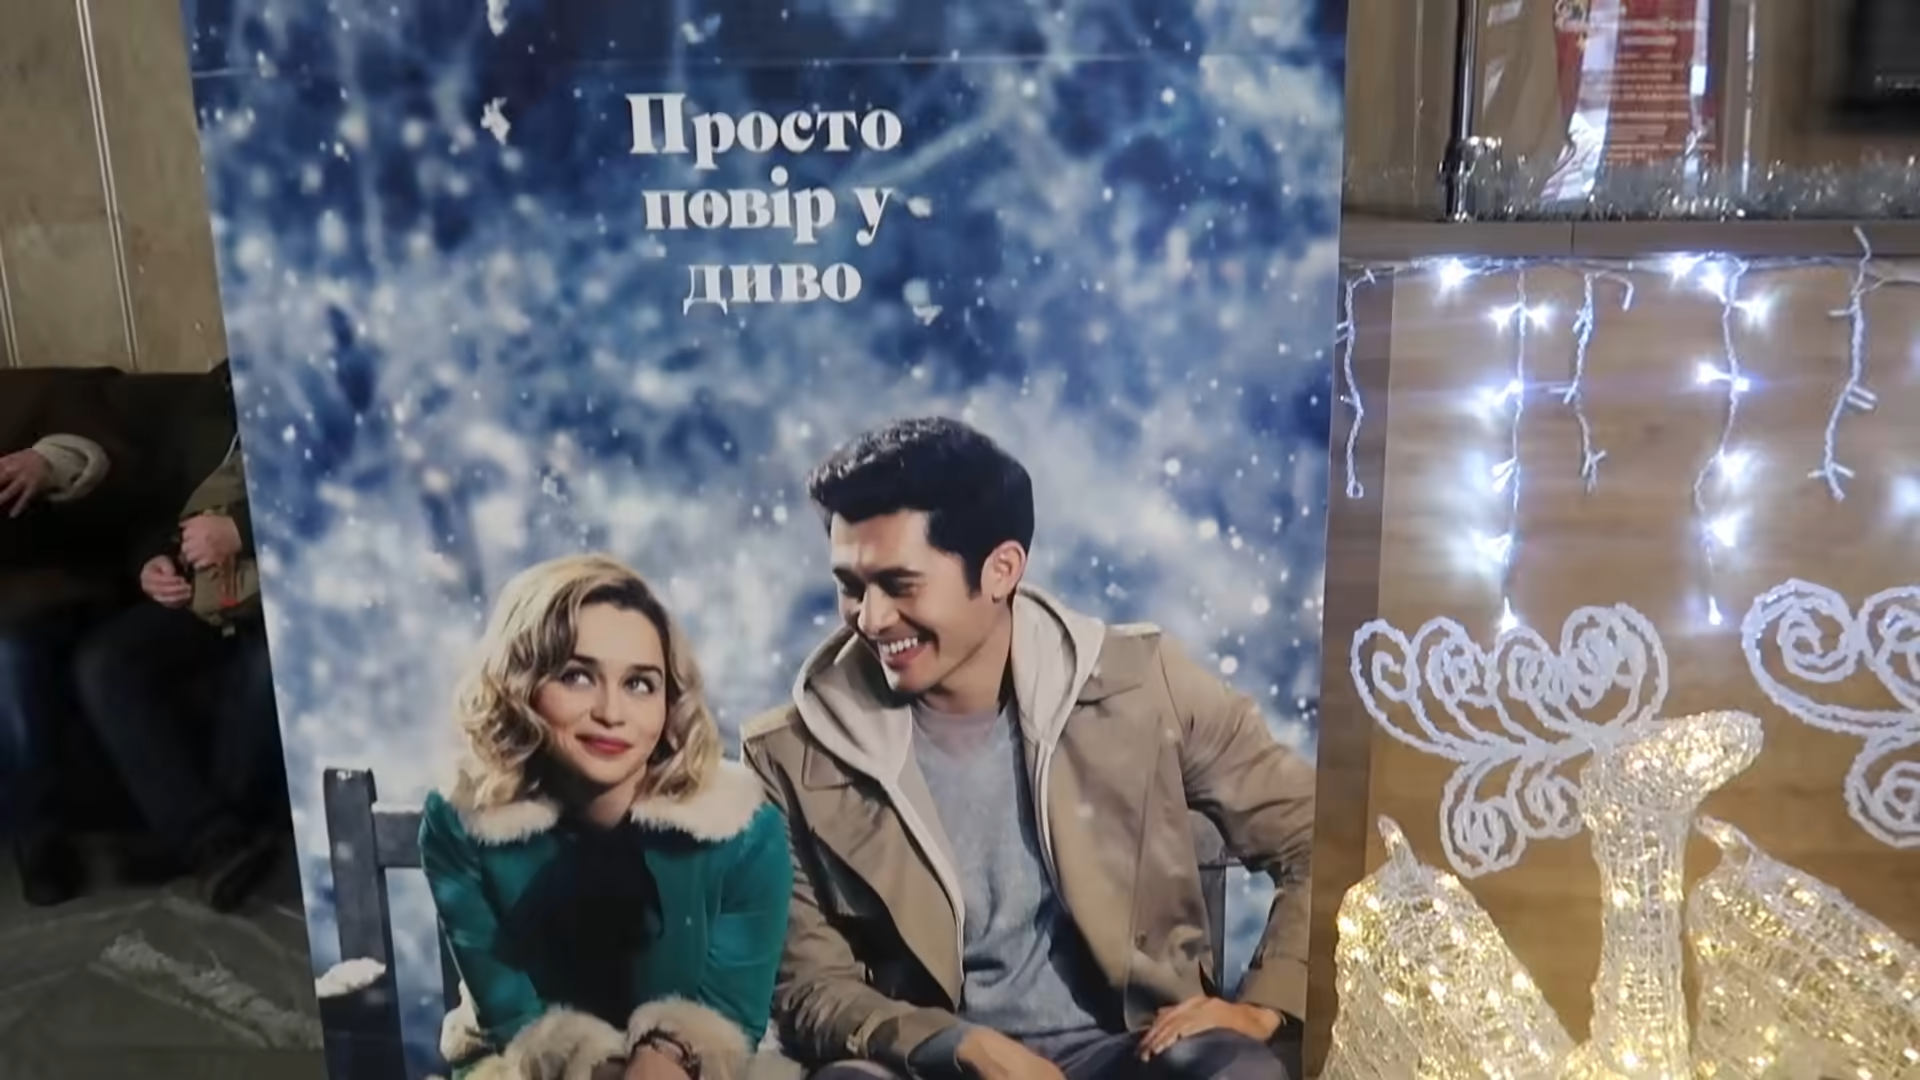 Просто
повір у
диво